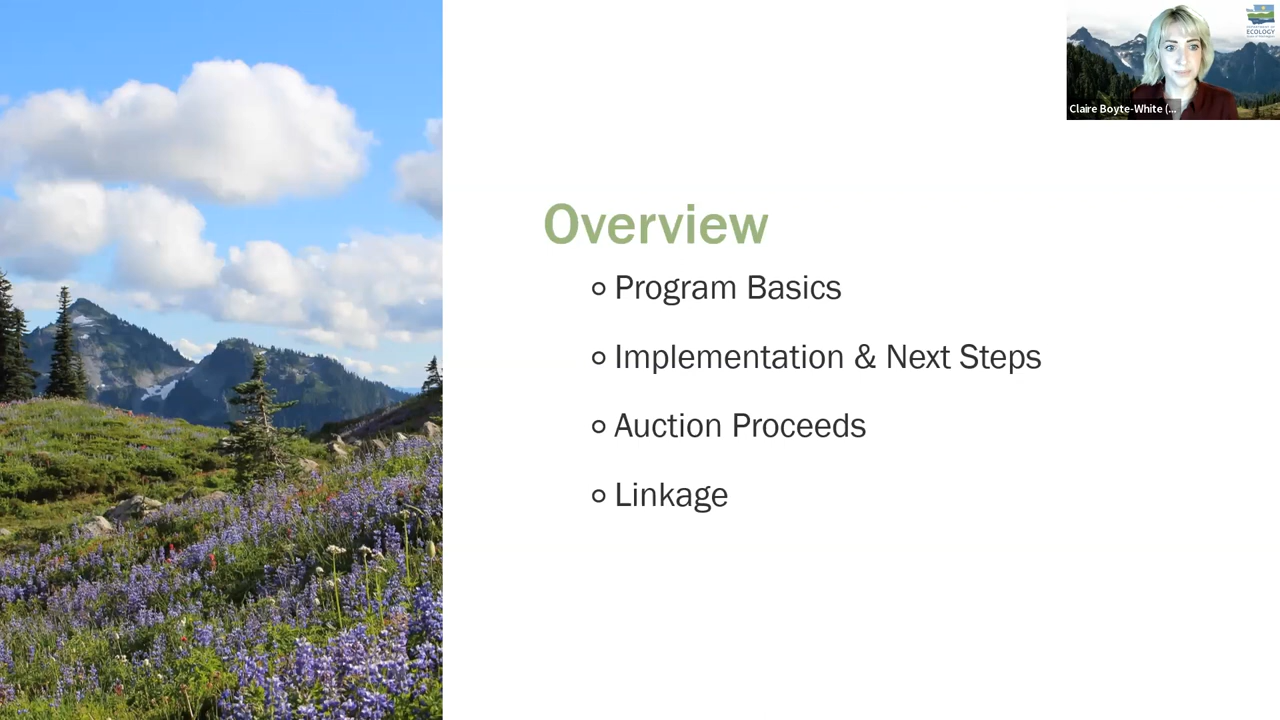 ECOLOGY
Claire Boyte-White (...
Overview
Program Basics
Implementation & Next Steps
Auction Proceeds
Linkage